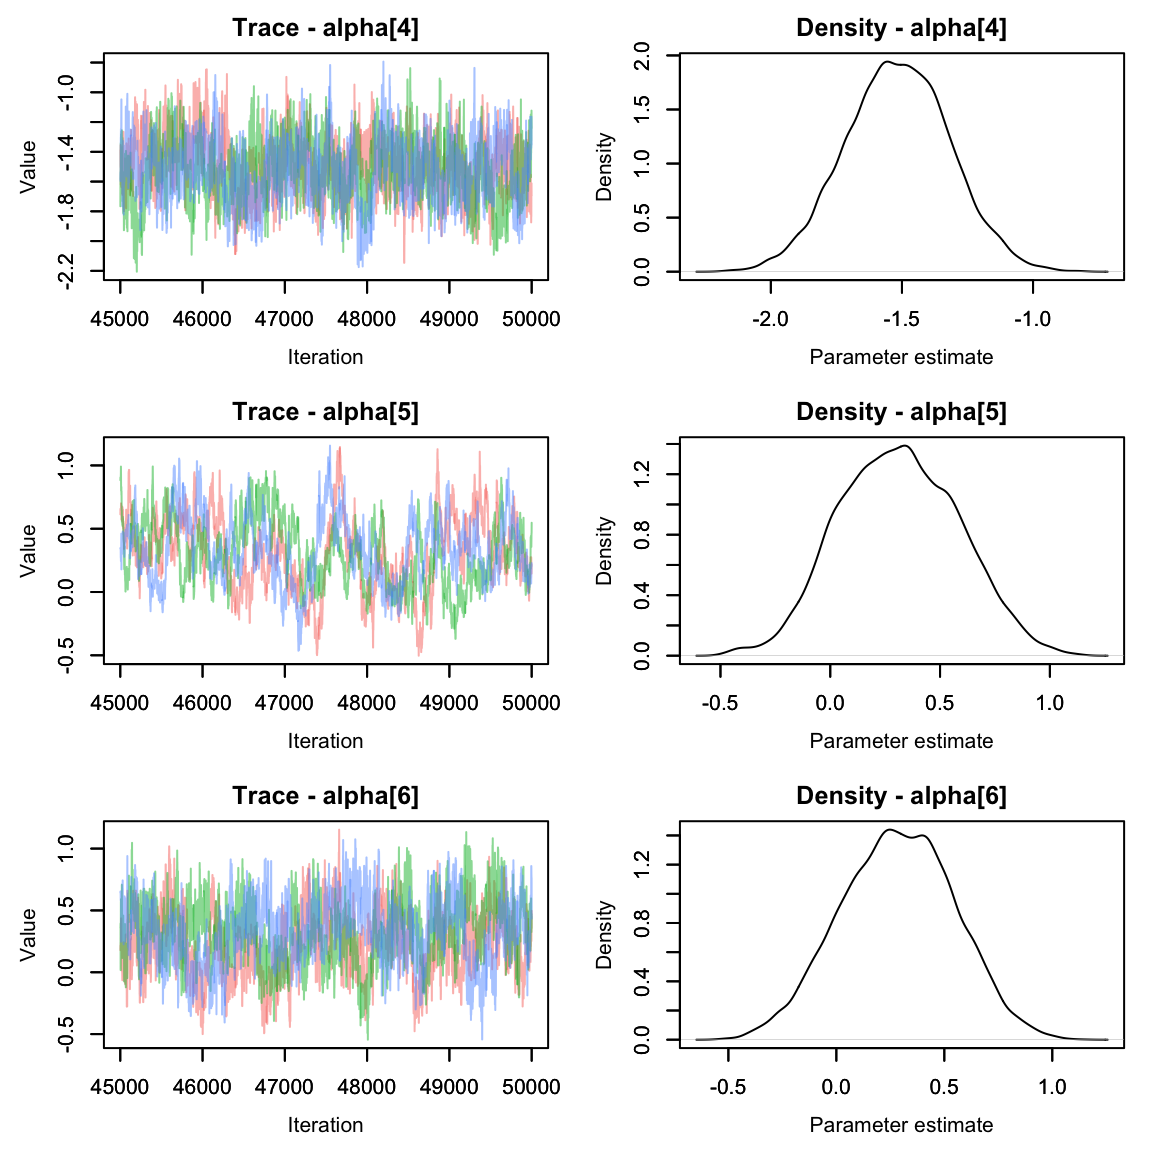 Trace - alpha[4]
Value
-1.0
-1.4
-1.8
-2.2
45000 46000 47000 48000 49000 50000
Iteration
Density - alpha[4]
Density
2.0
1.5
1.0
0.5
0.0
-2.0 -1.5 -1.0
Parameter estimate
Trace - alpha[5]
Value
1.0
0.5
0.0
-0.5
45000 46000 47000 48000 49000 50000
Iteration
Density - alpha[5]
Density
1.2
0.8
0.4
0.0
-0.5 0.0 0.5 1.0
Parameter estimate
Trace - alpha[6]
Value
1.0
0.5
0.0
-0.5
45000 46000 47000 48000 49000 50000
Iteration
Density - alpha[6]
Density
1.2
0.8
0.4
0.0
-0.5 0.0 0.5 1.0
Parameter estimate